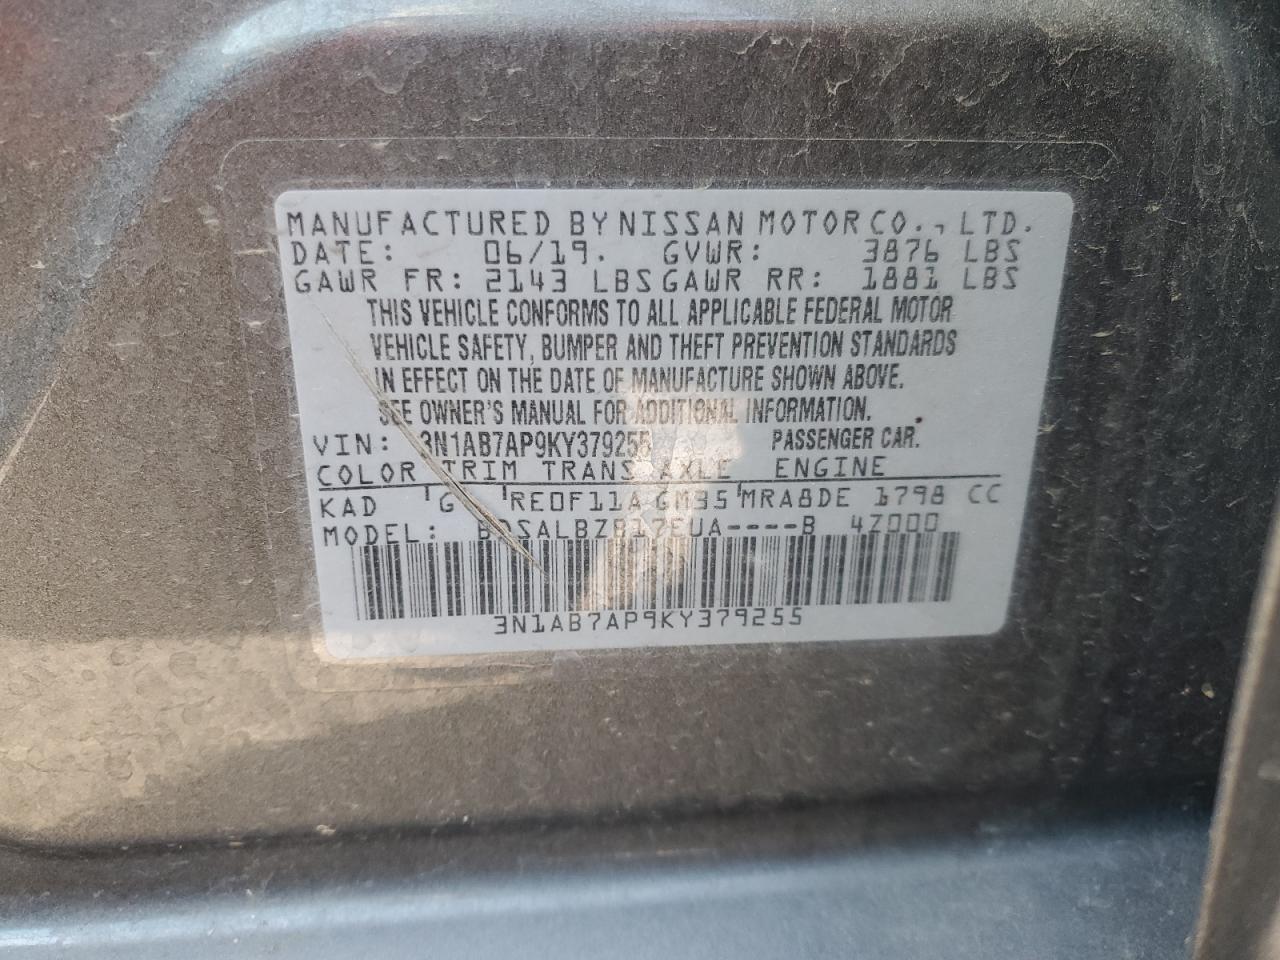 MANUFACTURED BY NISSAN MOTOR CO., LTD.
DATE: 06/19. GVWR: 3876 LBS
GAWR FR: 2143 LBS GAWR RR: 1881 LBS
THIS VEHICLE CONFORMS TO ALL APPLICABLE FEDERAL MOTOR
VEHICLE SAFETY, BUMPER AND THEFT PREVENTION STANDARDS
IN EFFECT ON THE DATE OF MANUFACTURE SHOWN ABOVE.
SEE OWNER'S MANUAL FOR ADDITIONAL INFORMATION.
VIN: 3N1AB7AP9KY379255 PASSENGER CAR.
COLOR TRIM TRANS AXLE ENGINE
KAD G RE0F11A GM35 MRA8DE 1798 CC
MODEL: BDSALBZB17EUA----B 4Z000
3N1AB7AP9KY379255